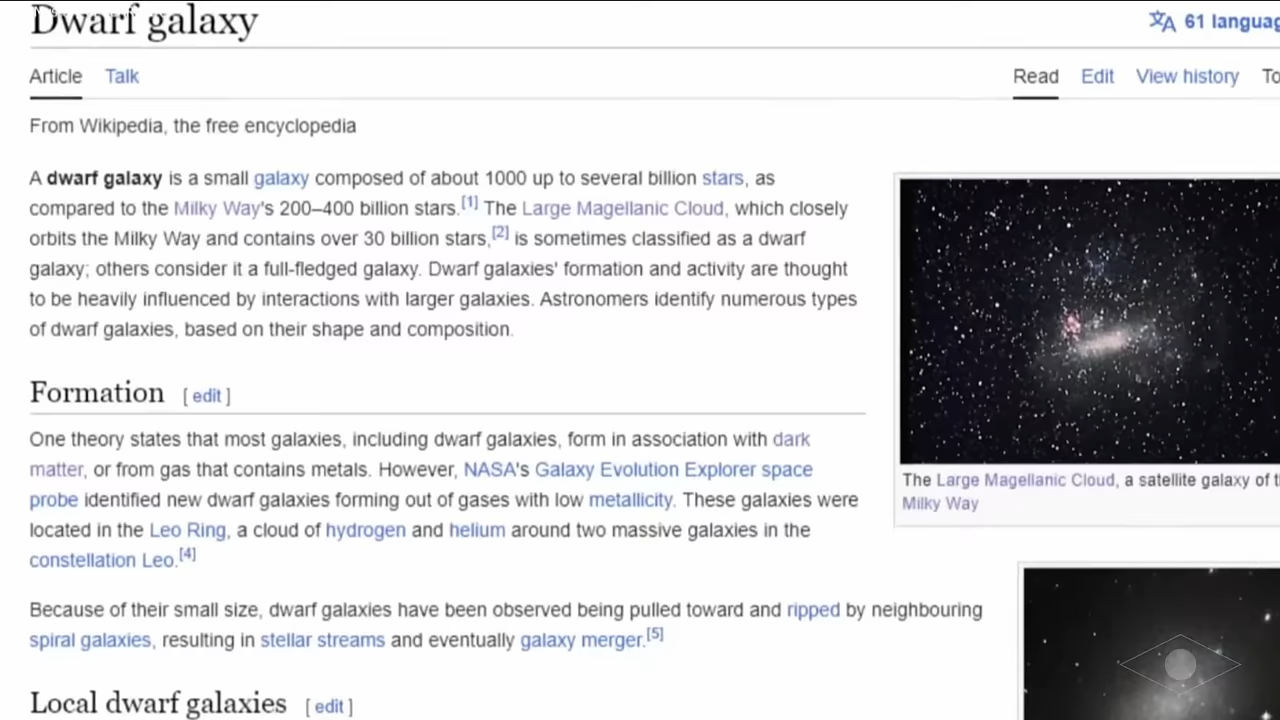 Dwarf galaxy
61 languag
Article Talk
Read Edit View history To
From Wikipedia, the free encyclopedia
A dwarf galaxy is a small galaxy composed of about 1000 up to several billion stars, as
compared to the Milky Way's 200–400 billion stars.[1] The Large Magellanic Cloud, which closely
orbits the Milky Way and contains over 30 billion stars,[2] is sometimes classified as a dwarf
galaxy; others consider it a full-fledged galaxy. Dwarf galaxies' formation and activity are thought
to be heavily influenced by interactions with larger galaxies. Astronomers identify numerous types
of dwarf galaxies, based on their shape and composition.
Formation [ edit ]
One theory states that most galaxies, including dwarf galaxies, form in association with dark
matter, or from gas that contains metals. However, NASA's Galaxy Evolution Explorer space
probe identified new dwarf galaxies forming out of gases with low metallicity. These galaxies were
located in the Leo Ring, a cloud of hydrogen and helium around two massive galaxies in the
constellation Leo.[4]
Because of their small size, dwarf galaxies have been observed being pulled toward and ripped by neighbouring
spiral galaxies, resulting in stellar streams and eventually galaxy merger.[5]
Local dwarf galaxies [ edit ]
The Large Magellanic Cloud, a satellite galaxy of t
Milky Way